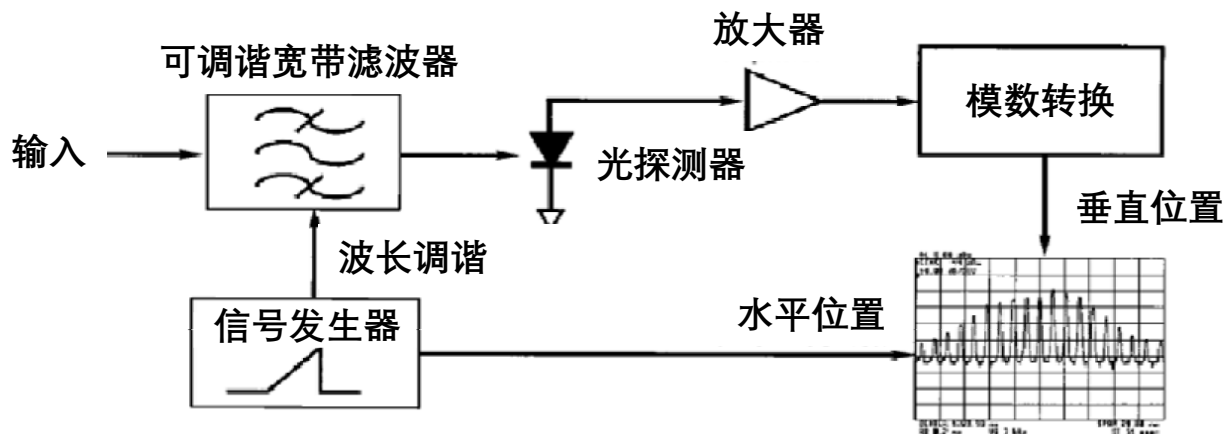 放大器
可调谐宽带滤波器
模数转换
输入
光探测器
垂直位置
波长调谐
信号发生器
水平位置